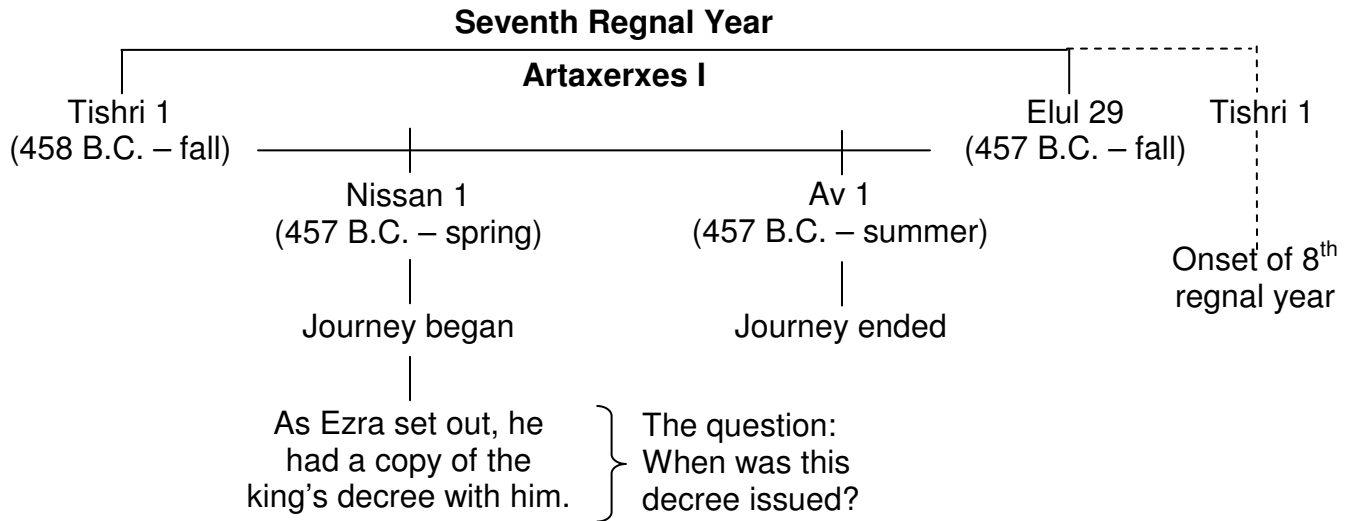 Seventh Regnal Year
Artaxerxes I
Tishri 1
(458 B.C. – fall)
Elul 29
(457 B.C. – fall)
Tishri 1
Nissan 1
(457 B.C. – spring)
Av 1
(457 B.C. – summer)
Onset of 8th
regnal year
Journey began
Journey ended
As Ezra set out, he
had a copy of the
king’s decree with him.
The question:
When was this
decree issued?